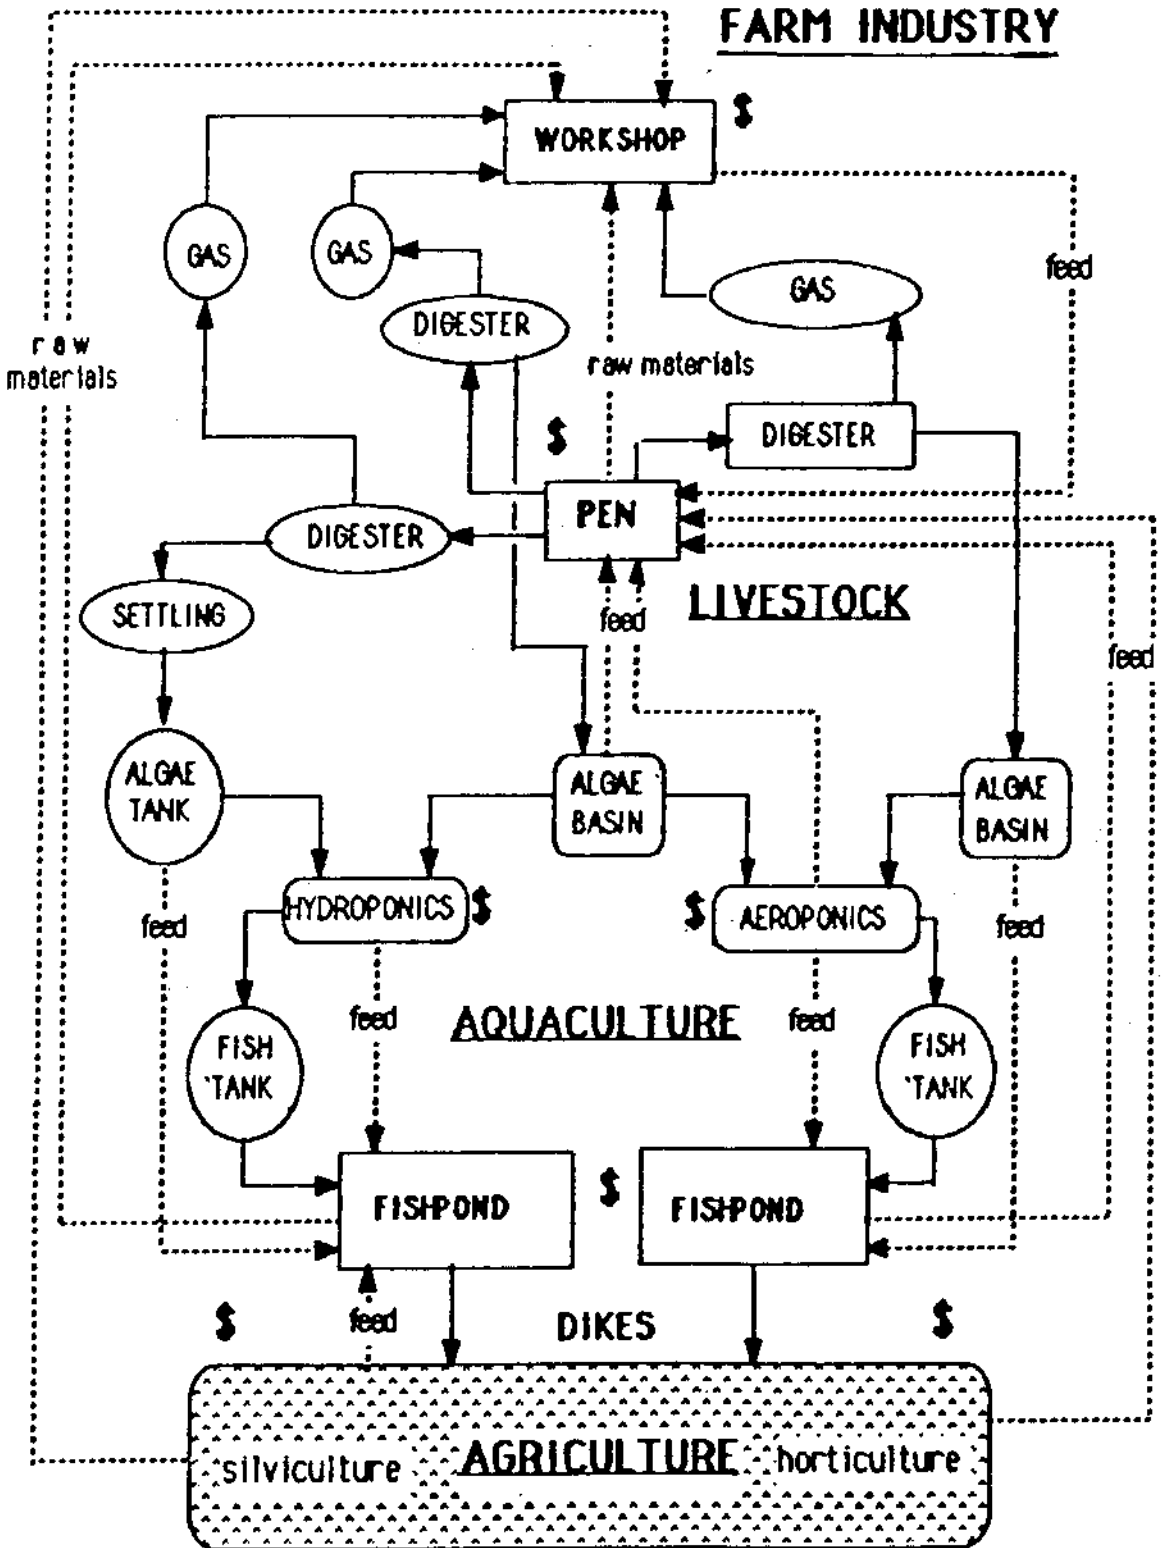 FARM INDUSTRY
$
WORKSHOP
GAS
GAS
GAS
feed
DIGESTER
raw
materials
raw materials
$
DIGESTER
PEN
DIGESTER
LIVESTOCK
SETTLING
feed
feed
ALGAE
TANK
ALGAE
BASIN
ALGAE
BASIN
HYDROPONICS $
$ AEROPONICS
feed
feed
feed
AQUACULTURE
feed
FISH
TANK
FISH
TANK
FISHPOND
$
FISHPOND
$
feed
DIKES
$
silviculture
AGRICULTURE
horticulture